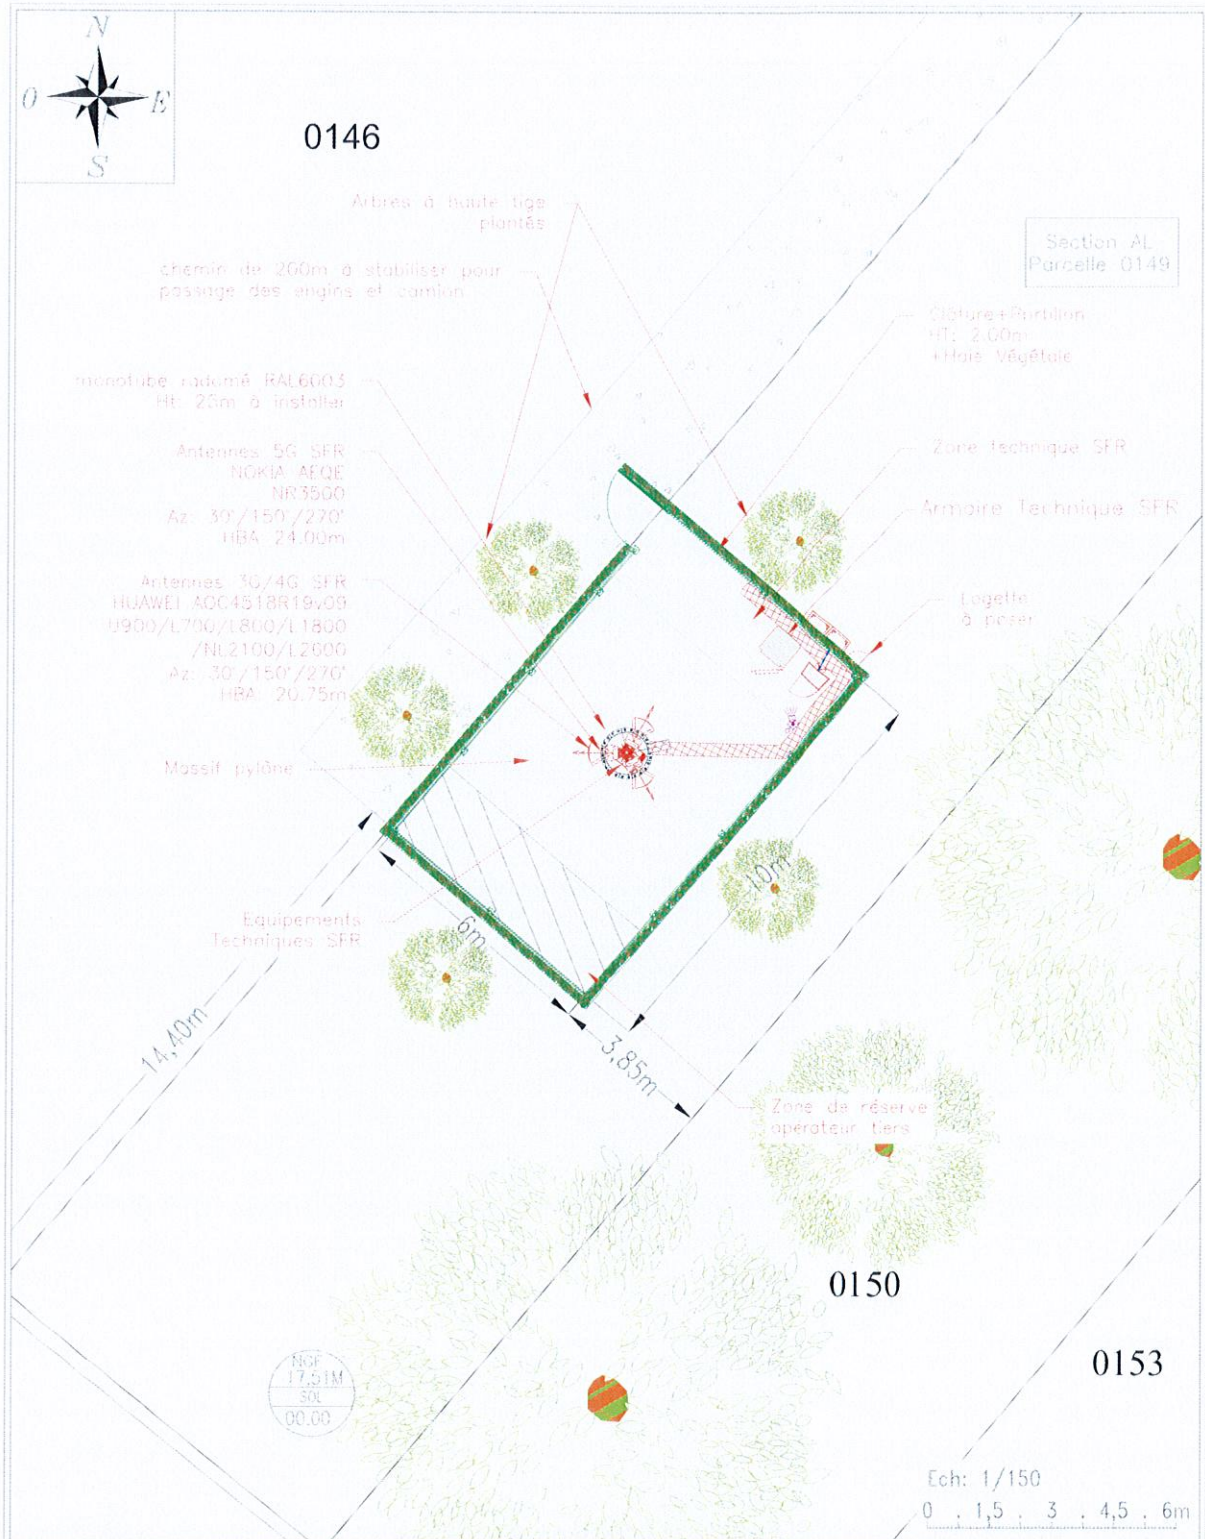 N
O
E
S
0146
Arbres à haute tige
plantés
Section AL
Parcelle 0149
chemin de 200m à stabiliser pour
passage des engins et camion
Clôture+Portillon
HT: 2.00m
+Haie Végétale
monotube radomé RAL6003
Ht: 25m à installer
Antennes 5G SFR
NOKIA AEQE
NR3500
Az: 30°/150°/270°
HBA: 24.00m
Zone technique SFR
Armoire Technique SFR
Antennes 3G/4G SFR
HUAWEI AOC4518R19v09
U900/L700/L800/L1800
/NL2100/L2600
Az: 30°/150°/270°
HBA: 20.75m
Logette
à poser
Massif pylône
10m
Equipements
Techniques SFR
6m
14,40m
3,85m
Zone de réserve
opérateur tiers
0150
0153
NGF
17.51M
SOL
00.00
Ech: 1/150
0 . 1,5 . 3 . 4,5 . 6m